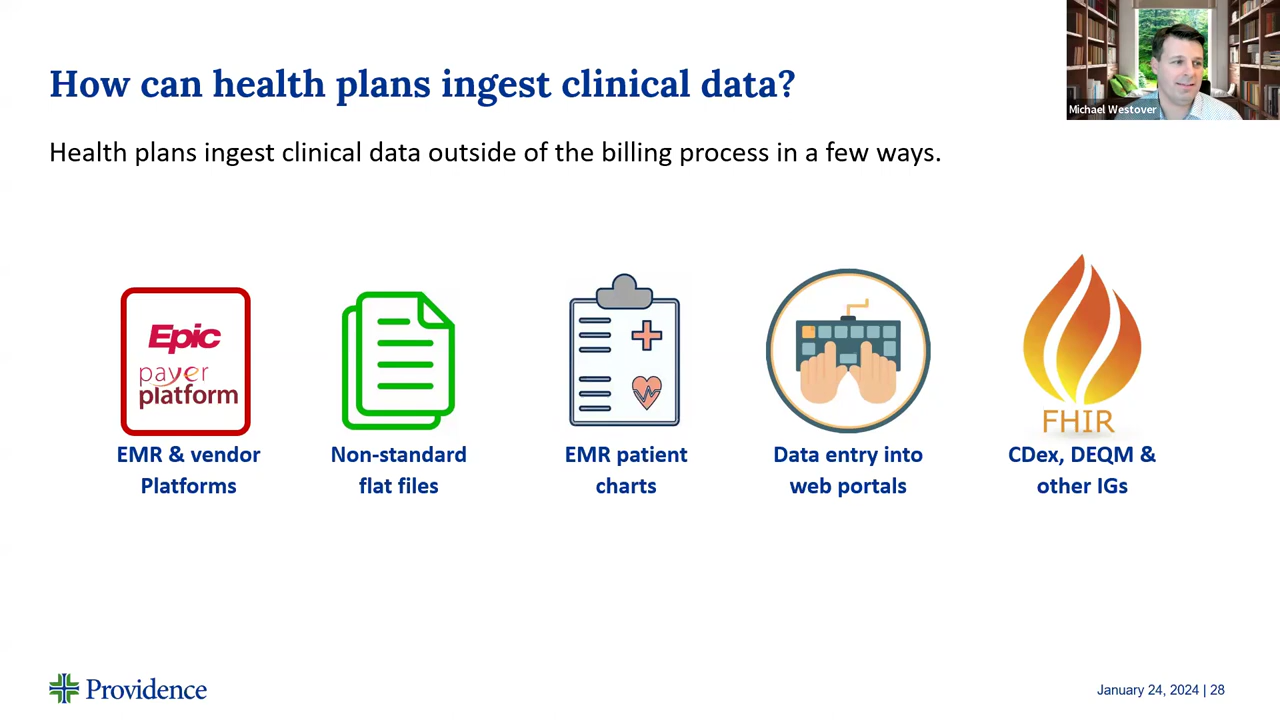 Michael Westover
How can health plans ingest clinical data?
Health plans ingest clinical data outside of the billing process in a few ways.
Epic
payer
platform
EMR & vendor
Platforms
Non-standard
flat files
EMR patient
charts
Data entry into
web portals
FHIR
CDex, DEQM &
other IGs
Providence
January 24, 2024 | 28